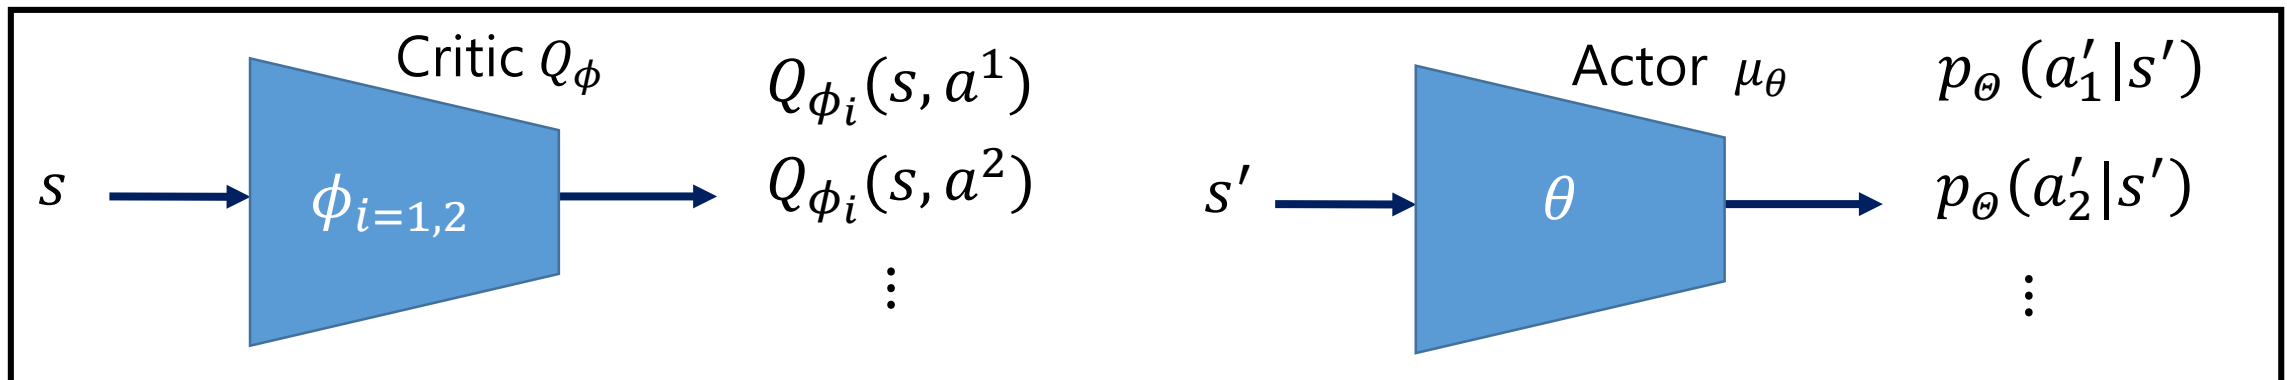 Critic Q_ϕ
s
ϕ_{i=1,2}
Q_{ϕ_i}(s, a^1)
Q_{ϕ_i}(s, a^2)
⋮
Actor μ_θ
s′
θ
p_Θ (a′_1|s′)
p_Θ(a′_2|s′)
⋮